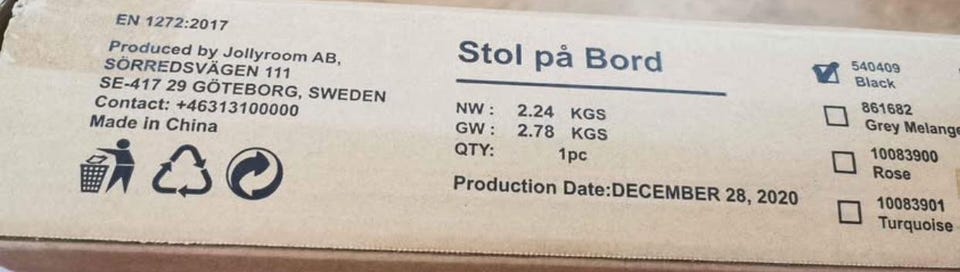 EN 1272:2017
Produced by Jollyroom AB,
SÖRREDSVÄGEN 111
SE-417 29 GÖTEBORG, SWEDEN
Contact: +46313100000
Made in China
Stol på Bord
NW : 2.24 KGS
GW : 2.78 KGS
QTY: 1pc
Production Date:DECEMBER 28, 2020
540409
Black
861682
Grey Melange
10083900
Rose
10083901
Turquoise